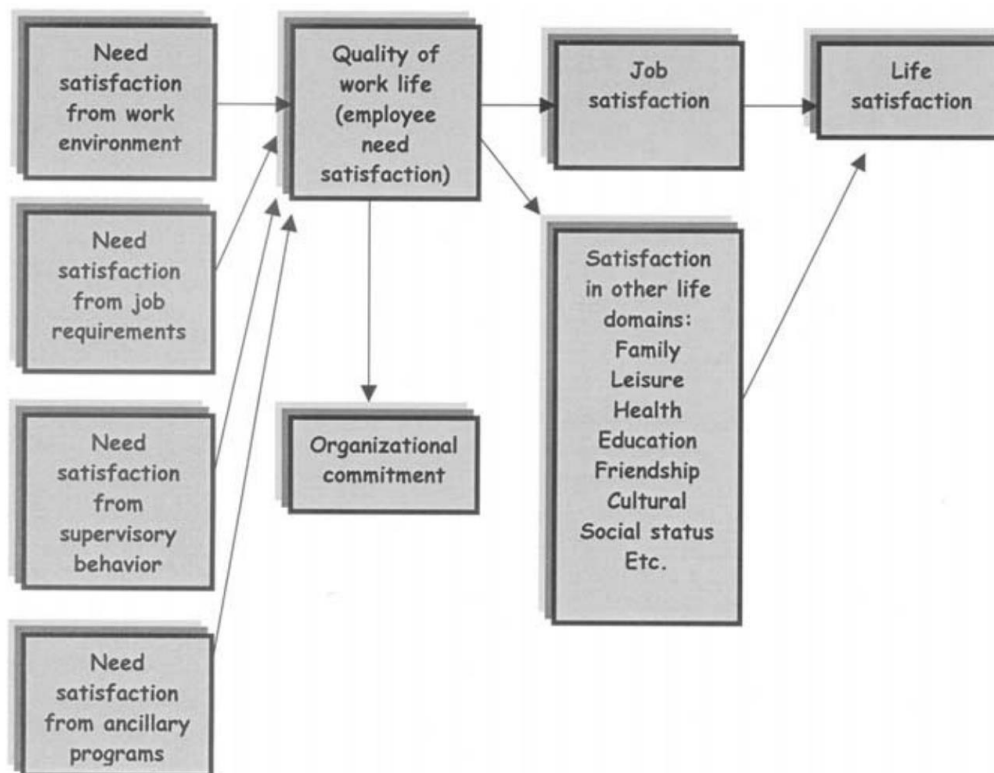 Need
satisfaction
from work
environment
Quality of
work life
(employee
need
satisfaction)
Job
satisfaction
Life
satisfaction
Need
satisfaction
from job
requirements
Satisfaction
in other life
domains:
Family
Leisure
Health
Education
Friendship
Cultural
Social status
Etc.
Need
satisfaction
from
supervisory
behavior
Organizational
commitment
Need
satisfaction
from ancillary
programs